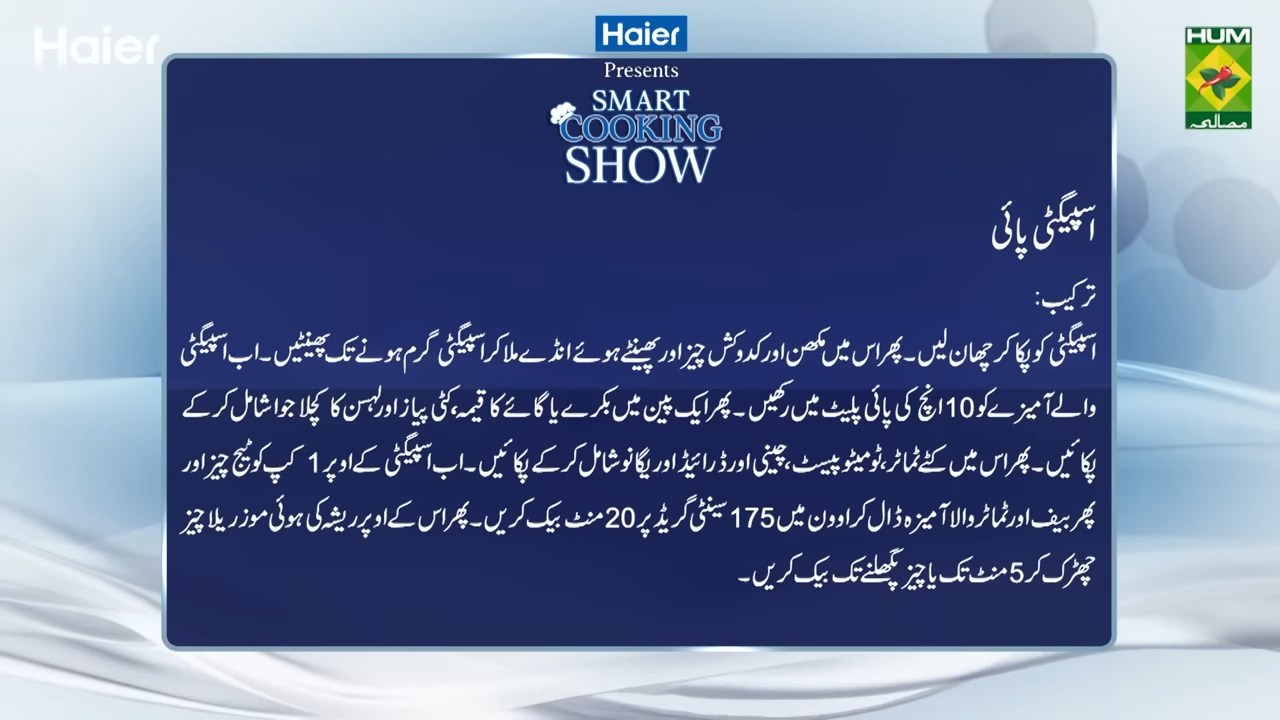 Haier
Haier
HUM
مصالحہ
Presents
SMART
COOKING
SHOW
اسپیگٹی پائی
ترکیب:
اسپیگٹی کو پکا کر چھان لیں۔ پھر اس میں مکھن اور کدوکش چیز اور پھینٹے ہوئے انڈے ملا کر اسپیگٹی گرم ہونے تک پھینٹیں۔ اب اسپیگٹی
والے آمیزے کو 10 انچ کی پائی پلیٹ میں رکھیں۔ پھر ایک پین میں بکرے یا گائے کا قیمہ، کٹی پیاز اور لہسن کا کچلا جوا شامل کر کے
پکائیں۔ پھر اس میں کٹے ٹماٹر، ٹومیٹو پیسٹ، چینی اور ڈرائیڈ اوریگانو شامل کر کے پکائیں۔ اب اسپیگٹی کے اوپر 1 کپ کوٹیج چیز اور
پھر بیف اور ٹماٹر والا آمیزہ ڈال کر اوون میں 175 سینٹی گریڈ پر 20 منٹ بیک کریں۔ پھر اس کے اوپر ریشہ کی ہوئی موزریلا چیز
چھڑک کر 5 منٹ تک یا چیز پگھلنے تک بیک کریں۔